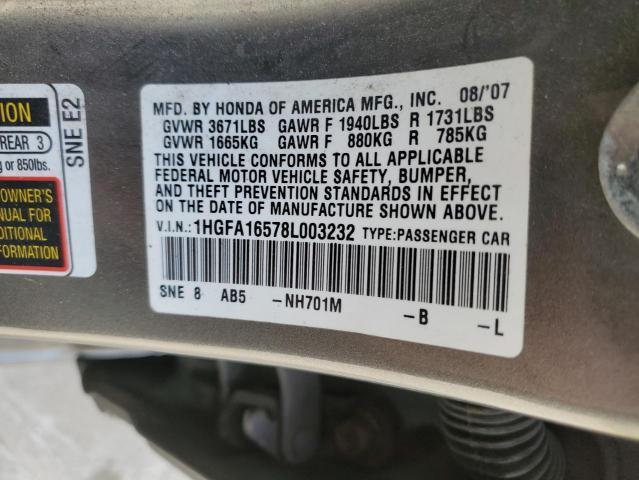 ION
REAR 3
g or 850lbs.
OWNER'S
NUAL FOR
DITIONAL
FORMATION
SNE E2
MFD. BY HONDA OF AMERICA MFG., INC. 08/'07
GVWR 3671LBS GAWR F 1940LBS R 1731LBS
GVWR 1665KG GAWR F 880KG R 785KG
THIS VEHICLE CONFORMS TO ALL APPLICABLE
FEDERAL MOTOR VEHICLE SAFETY, BUMPER,
AND THEFT PREVENTION STANDARDS IN EFFECT
ON THE DATE OF MANUFACTURE SHOWN ABOVE.
V.I.N.:1HGFA16578L003232 TYPE:PASSENGER CAR
SNE 8 AB5 -NH701M -B -L